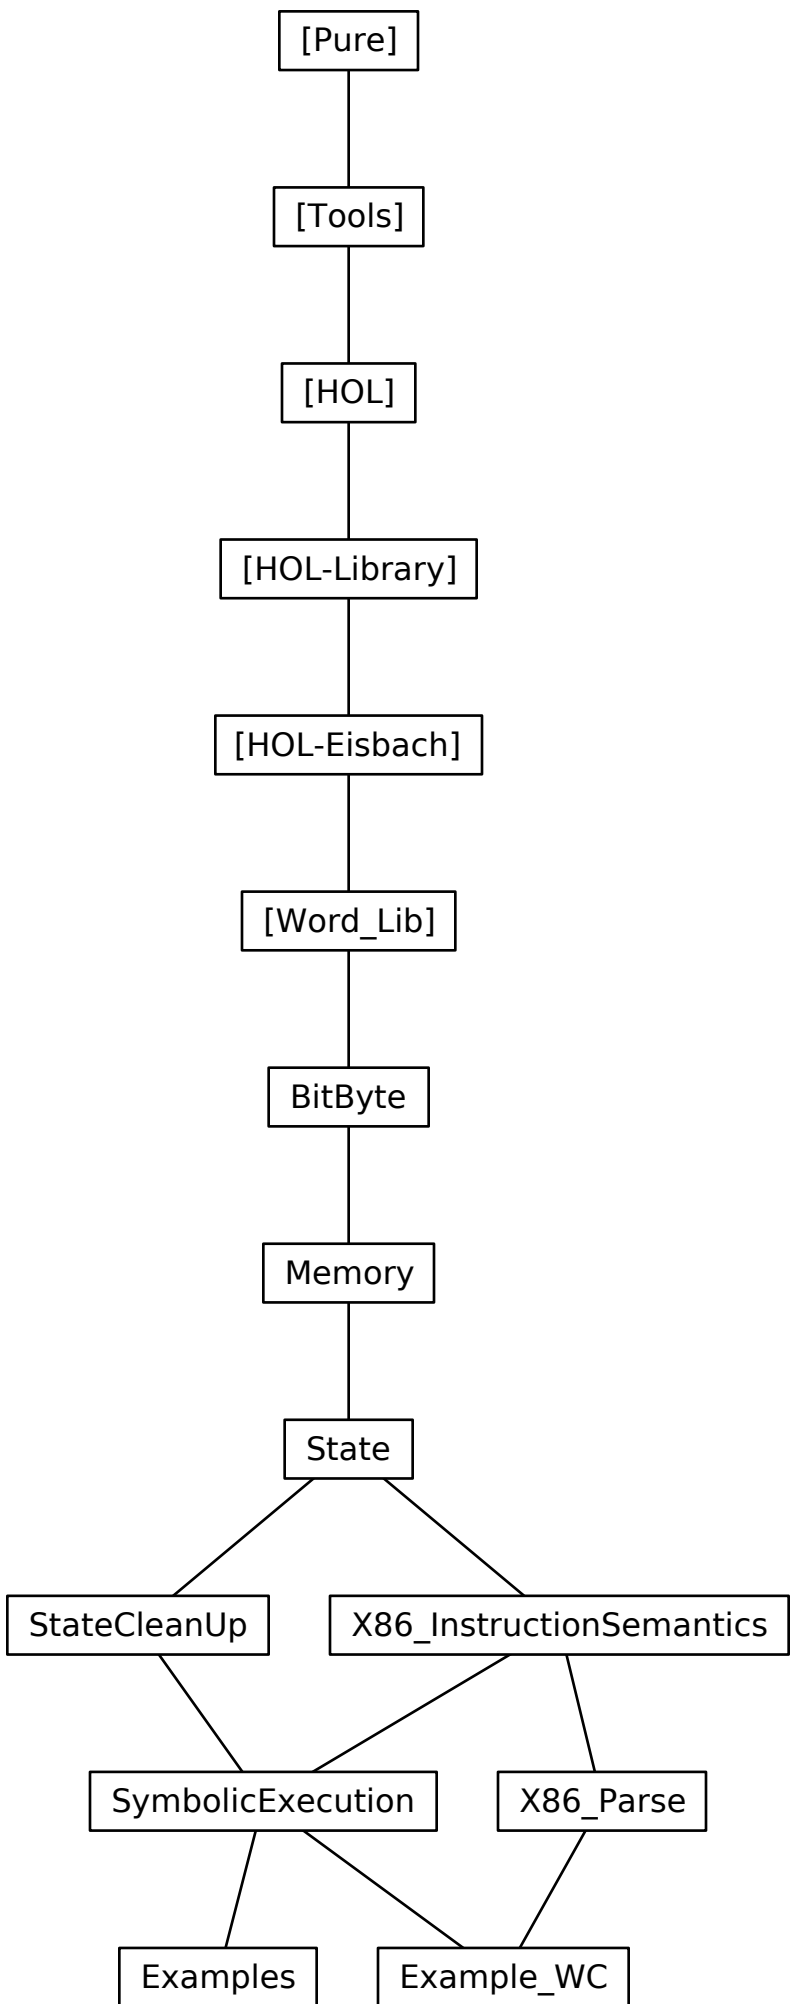 [Pure]
[Tools]
[HOL]
[HOL-Library]
[HOL-Eisbach]
[Word_Lib]
BitByte
Memory
State
StateCleanUp
X86_InstructionSemantics
SymbolicExecution
X86_Parse
Examples
Example_WC